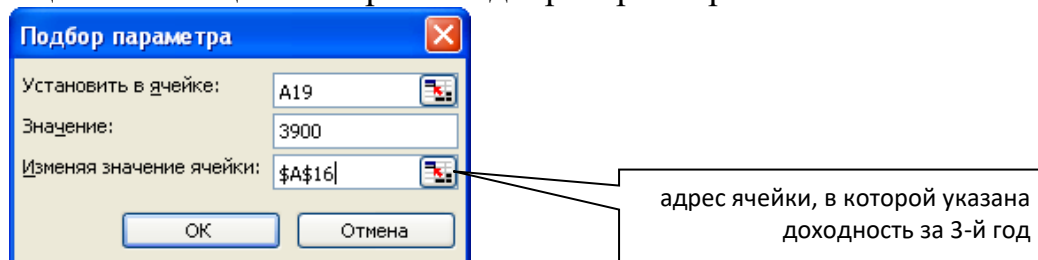 Подбор параметра
Установить в ячейке: A19
Значение: 3900
Изменяя значение ячейки: $A$16
ОК Отмена
адрес ячейки, в которой указана
доходность за 3-й год